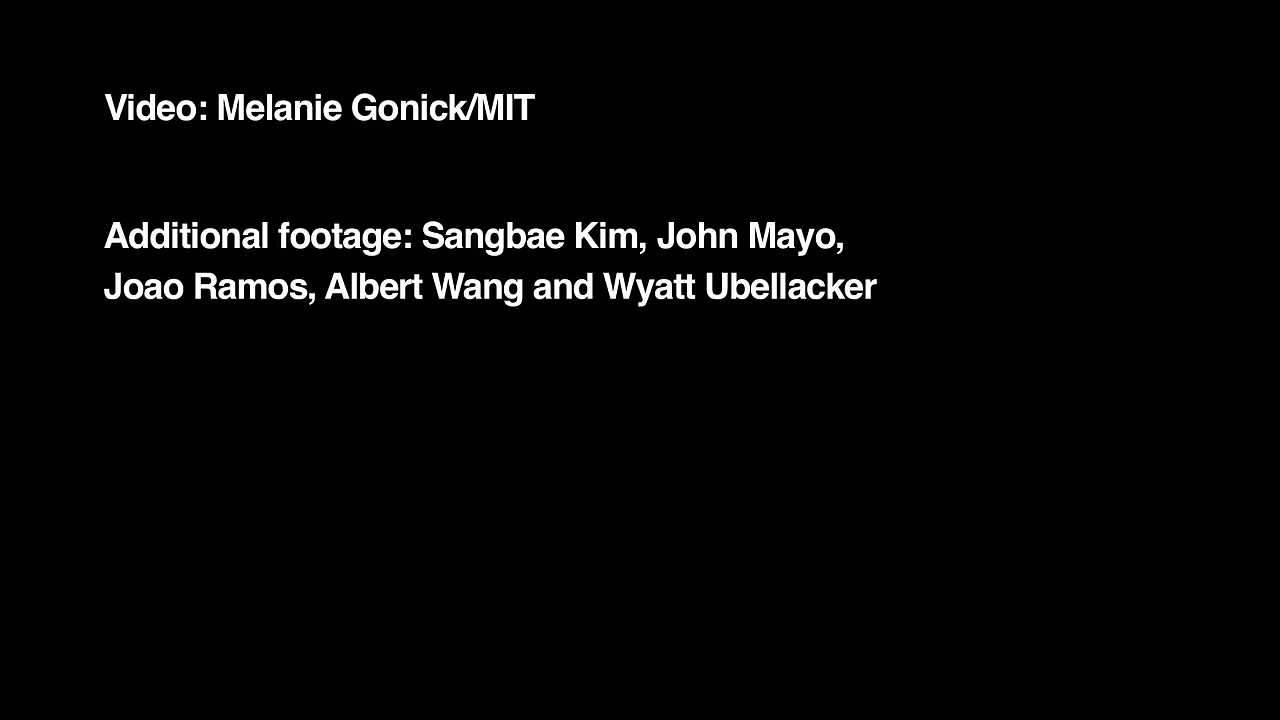 Video: Melanie Gonick/MIT
Additional footage: Sangbae Kim, John Mayo,
Joao Ramos, Albert Wang and Wyatt Ubellacker